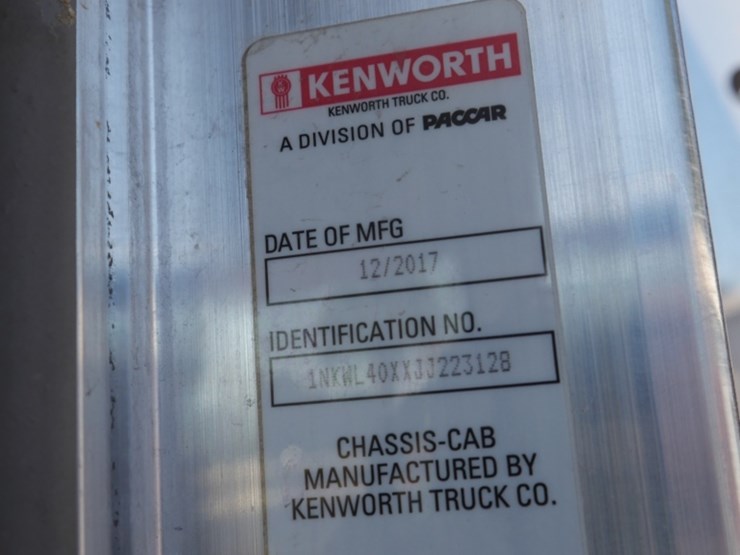 KENWORTH
KENWORTH TRUCK CO.
A DIVISION OF PACCAR
DATE OF MFG
12/2017
IDENTIFICATION NO.
1NKWL40XXJJ223128
CHASSIS-CAB
MANUFACTURED BY
KENWORTH TRUCK CO.